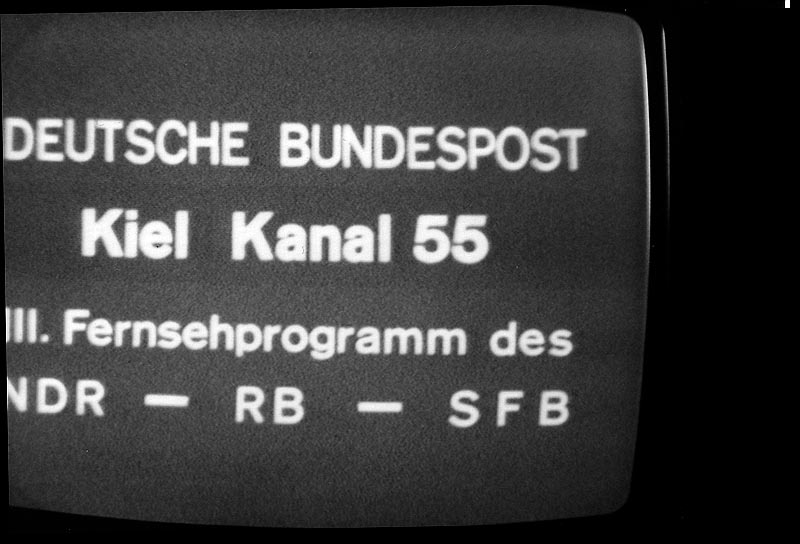 DEUTSCHE BUNDESPOST
Kiel Kanal 55
III. Fernsehprogramm des
NDR — RB — SFB